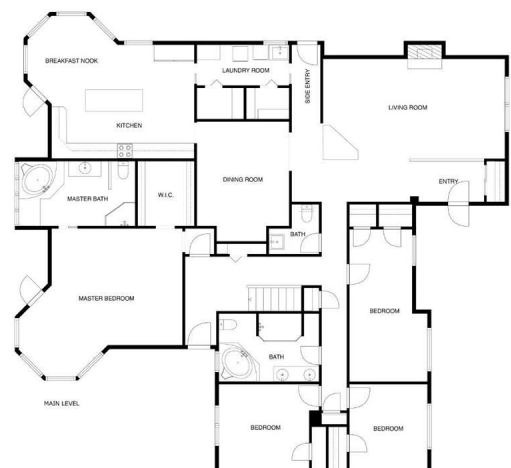 BREAKFAST NOOK
LAUNDRY ROOM
SIDE ENTRY
LIVING ROOM
KITCHEN
DINING ROOM
ENTRY
MASTER BATH
W.I.C.
BATH
MASTER BEDROOM
BEDROOM
BATH
MAIN LEVEL
BEDROOM
BEDROOM